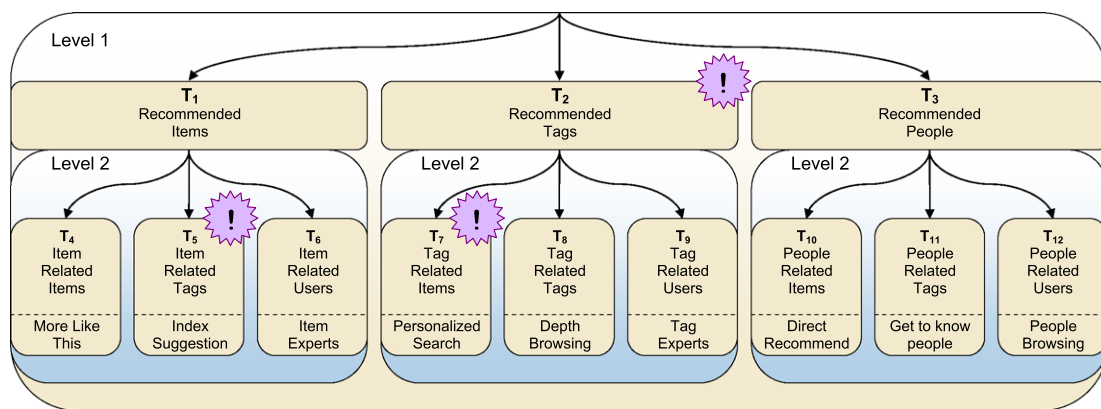 Level 1
T1
Recommended
Items
T2
Recommended
Tags
!
T3
Recommended
People
Level 2
T4
Item
Related
Items
More Like
This
T5
Item
Related
Tags
Index
Suggestion
!
T6
Item
Related
Users
Item
Experts
Level 2
T7
Tag
Related
Items
Personalized
Search
!
T8
Tag
Related
Tags
Depth
Browsing
T9
Tag
Related
Users
Tag
Experts
Level 2
T10
People
Related
Items
Direct
Recommend
T11
People
Related
Tags
Get to know
people
T12
People
Related
Users
People
Browsing